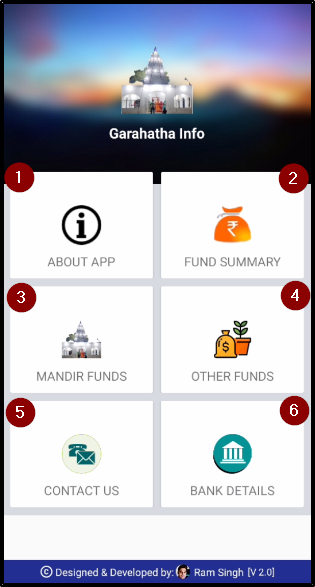 Garahatha Info
1
2
ABOUT APP
FUND SUMMARY
3
4
MANDIR FUNDS
OTHER FUNDS
5
6
CONTACT US
BANK DETAILS
© Designed & Developed by: Ram Singh [V 2.0]